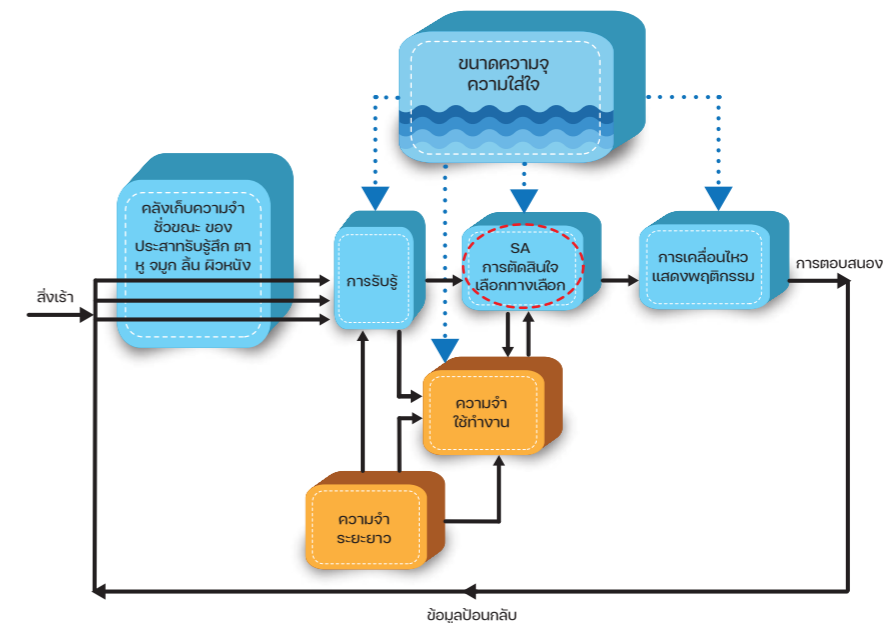 ขนาดความจุ
ความใส่ใจ
คลังเก็บความจำ
ชั่วขณะ ของ
ประสาทรับรู้สึก ตา
หู จมูก ลิ้น ผิวหนัง
สิ่งเร้า
การรับรู้
SA
การตัดสินใจ
เลือกทางเลือก
การเคลื่อนไหว
แสดงพฤติกรรม
การตอบสนอง
ความจำ
ใช้ทำงาน
ความจำ
ระยะยาว
ข้อมูลป้อนกลับ